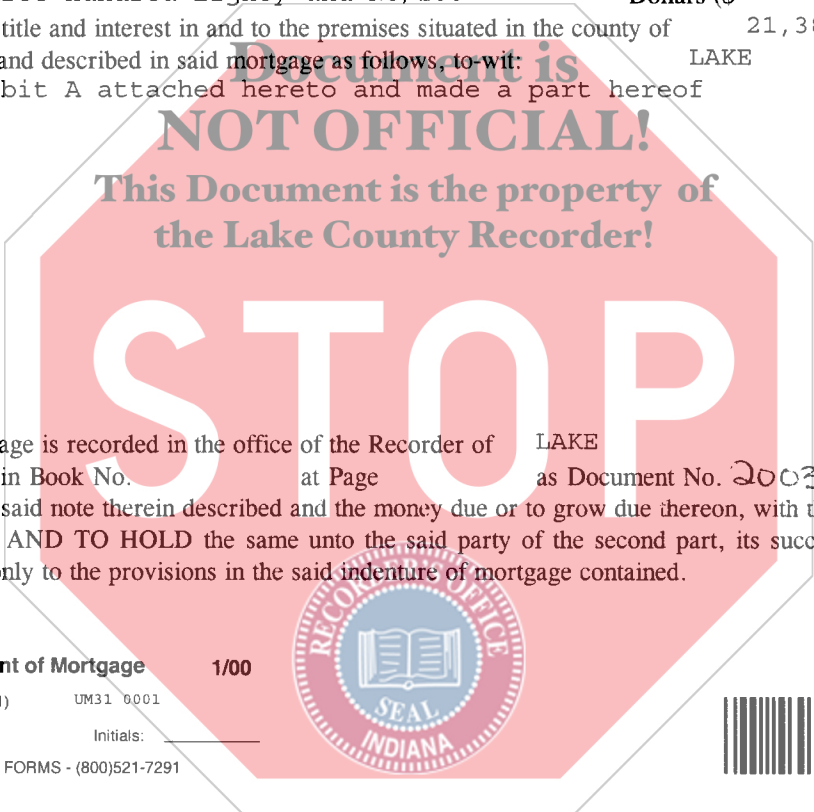 Dollars ($
title and interest in and to the premises situated in the county of 21,38
and described in said mortgage as follows, to-wit: LAKE
bit A attached hereto and made a part hereof
Document is
NOT OFFICIAL!
This Document is the property of
the Lake County Recorder!
STOP
age is recorded in the office of the Recorder of LAKE
in Book No. at Page as Document No. 2003
said note therein described and the money due or to grow due thereon, with t
AND TO HOLD the same unto the said party of the second part, its succ
nly to the provisions in the said indenture of mortgage contained.
RECORDER'S OFFICE
SEAL
INDIANA
nt of Mortgage 1/00
) UM31 0001
Initials:
FORMS - (800)521-7291